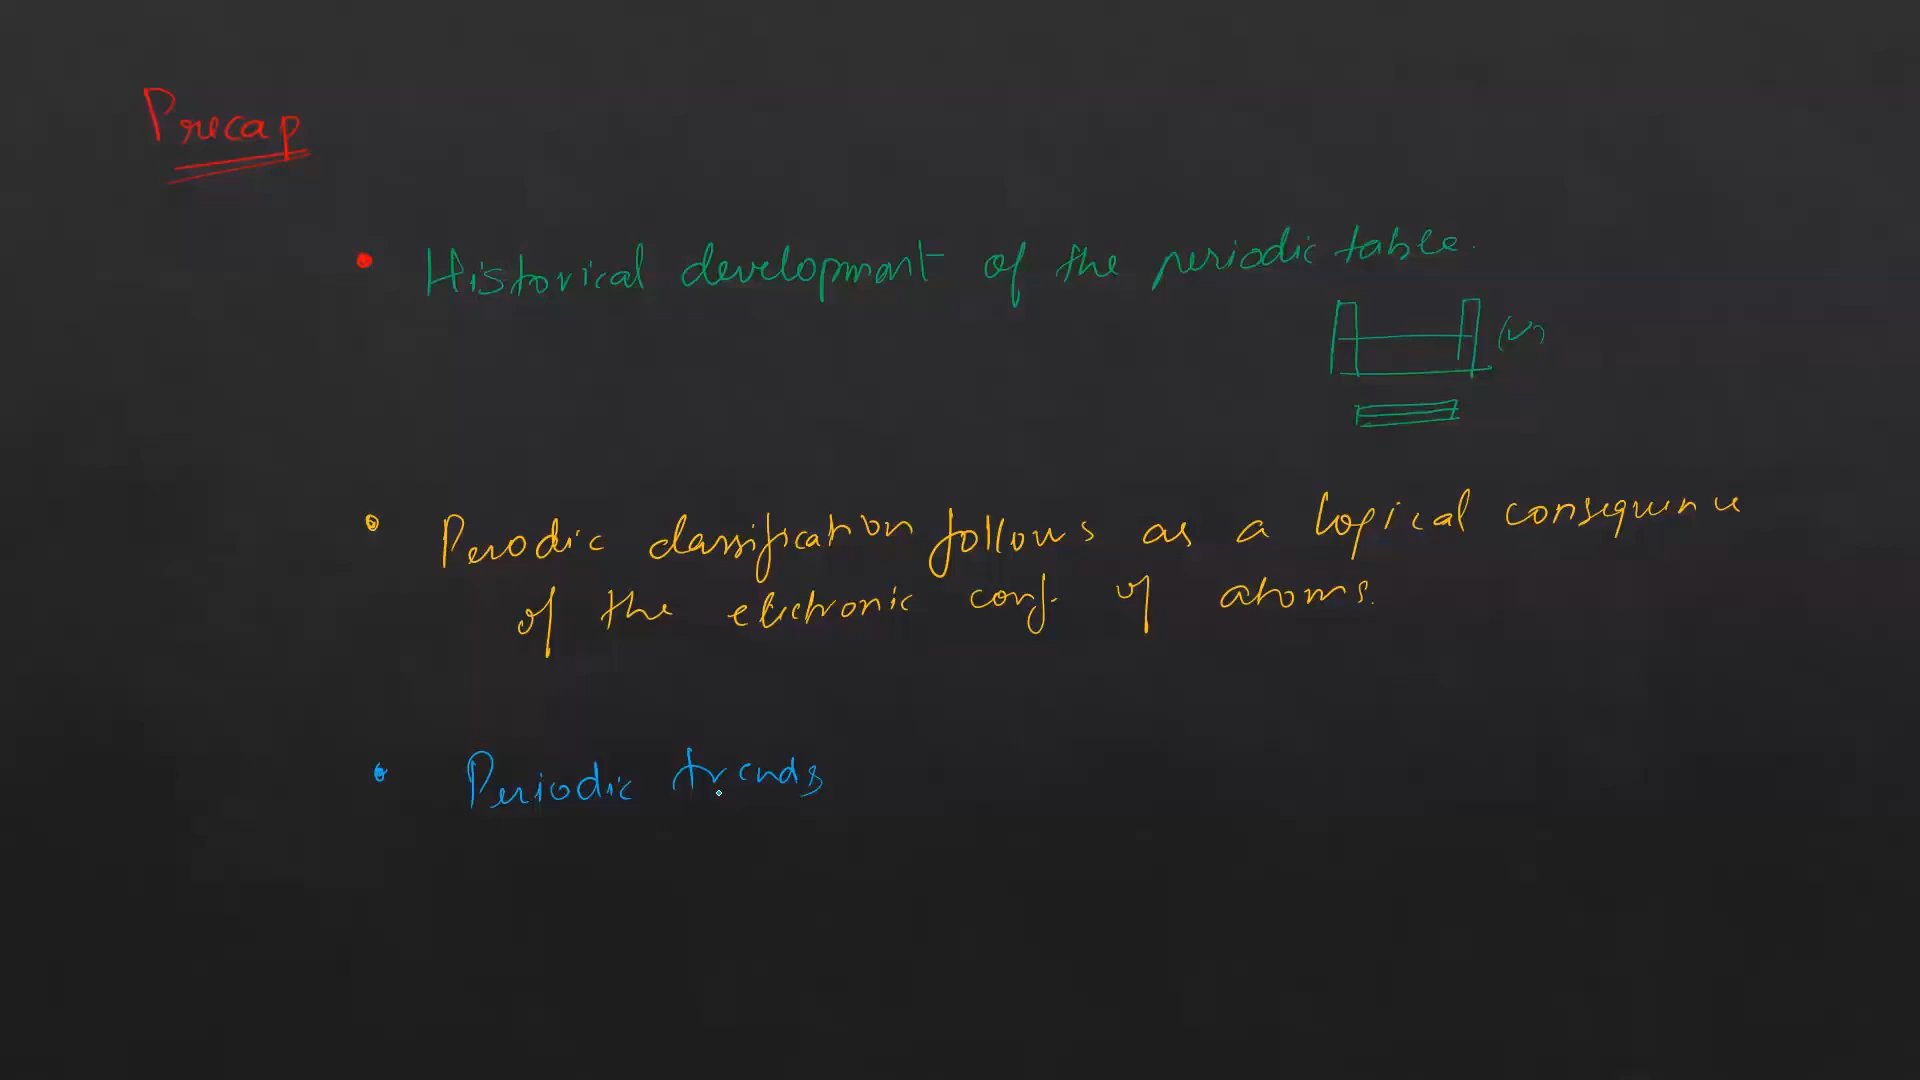 Precap
• Historical development of the periodic table.
(✓)
• Periodic classification follows as a logical consequence
of the electronic conf. of atoms.
• Periodic trends